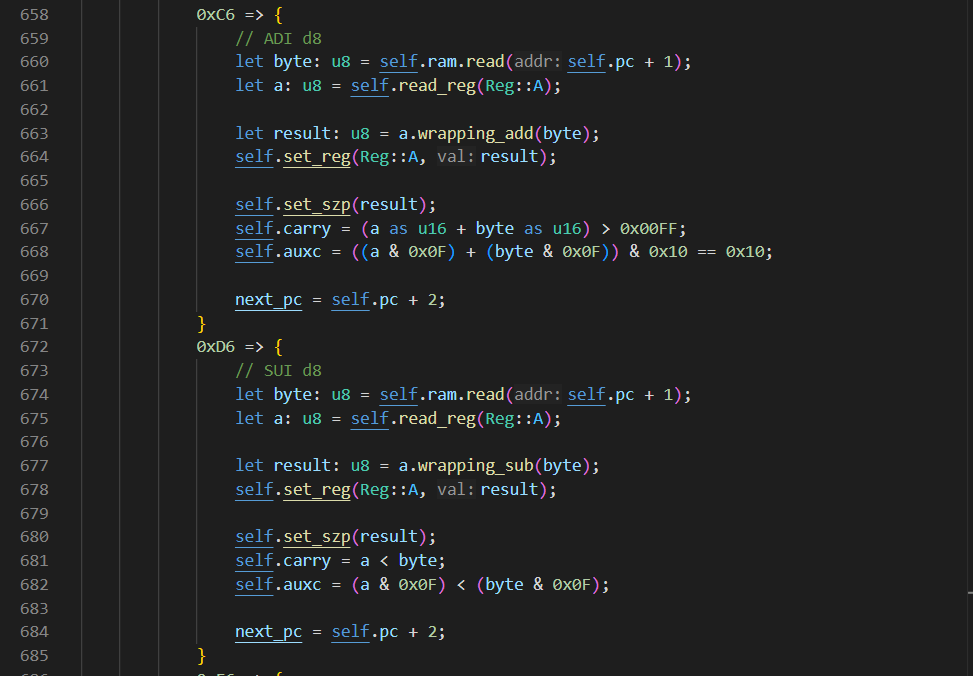 658 0xC6 => {
659 // ADI d8
660 let byte: u8 = self.ram.read(addr: self.pc + 1);
661 let a: u8 = self.read_reg(Reg::A);
662
663 let result: u8 = a.wrapping_add(byte);
664 self.set_reg(Reg::A, val: result);
665
666 self.set_szp(result);
667 self.carry = (a as u16 + byte as u16) > 0x00FF;
668 self.auxc = ((a & 0x0F) + (byte & 0x0F)) & 0x10 == 0x10;
669
670 next_pc = self.pc + 2;
671 }
672 0xD6 => {
673 // SUI d8
674 let byte: u8 = self.ram.read(addr: self.pc + 1);
675 let a: u8 = self.read_reg(Reg::A);
676
677 let result: u8 = a.wrapping_sub(byte);
678 self.set_reg(Reg::A, val: result);
679
680 self.set_szp(result);
681 self.carry = a < byte;
682 self.auxc = (a & 0x0F) < (byte & 0x0F);
683
684 next_pc = self.pc + 2;
685 }